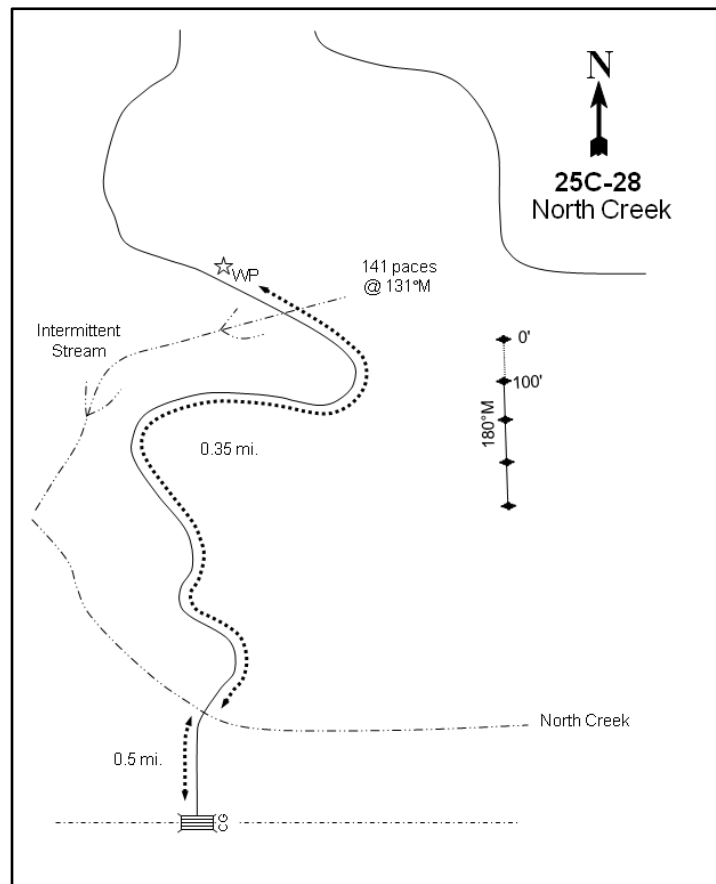 N
25C-28
North Creek
WP
141 paces
@ 131°M
Intermittent
Stream
0'
100'
180°M
0.35 mi.
North Creek
0.5 mi.
CG